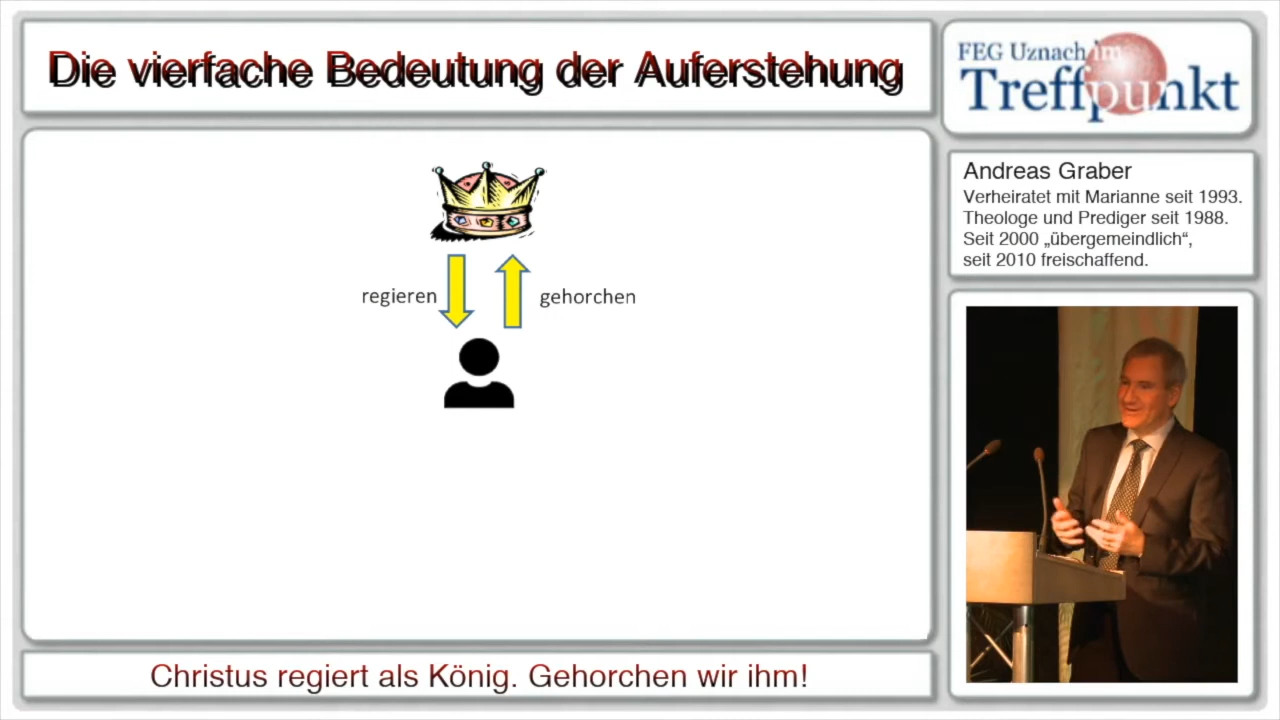 Die vierfache Bedeutung der Auferstehung
FEG Uznach im
Treffpunkt
Andreas Graber
Verheiratet mit Marianne seit 1993.
Theologe und Prediger seit 1988.
Seit 2000 „übergemeindlich“,
seit 2010 freischaffend.
regieren
gehorchen
Christus regiert als König. Gehorchen wir ihm!